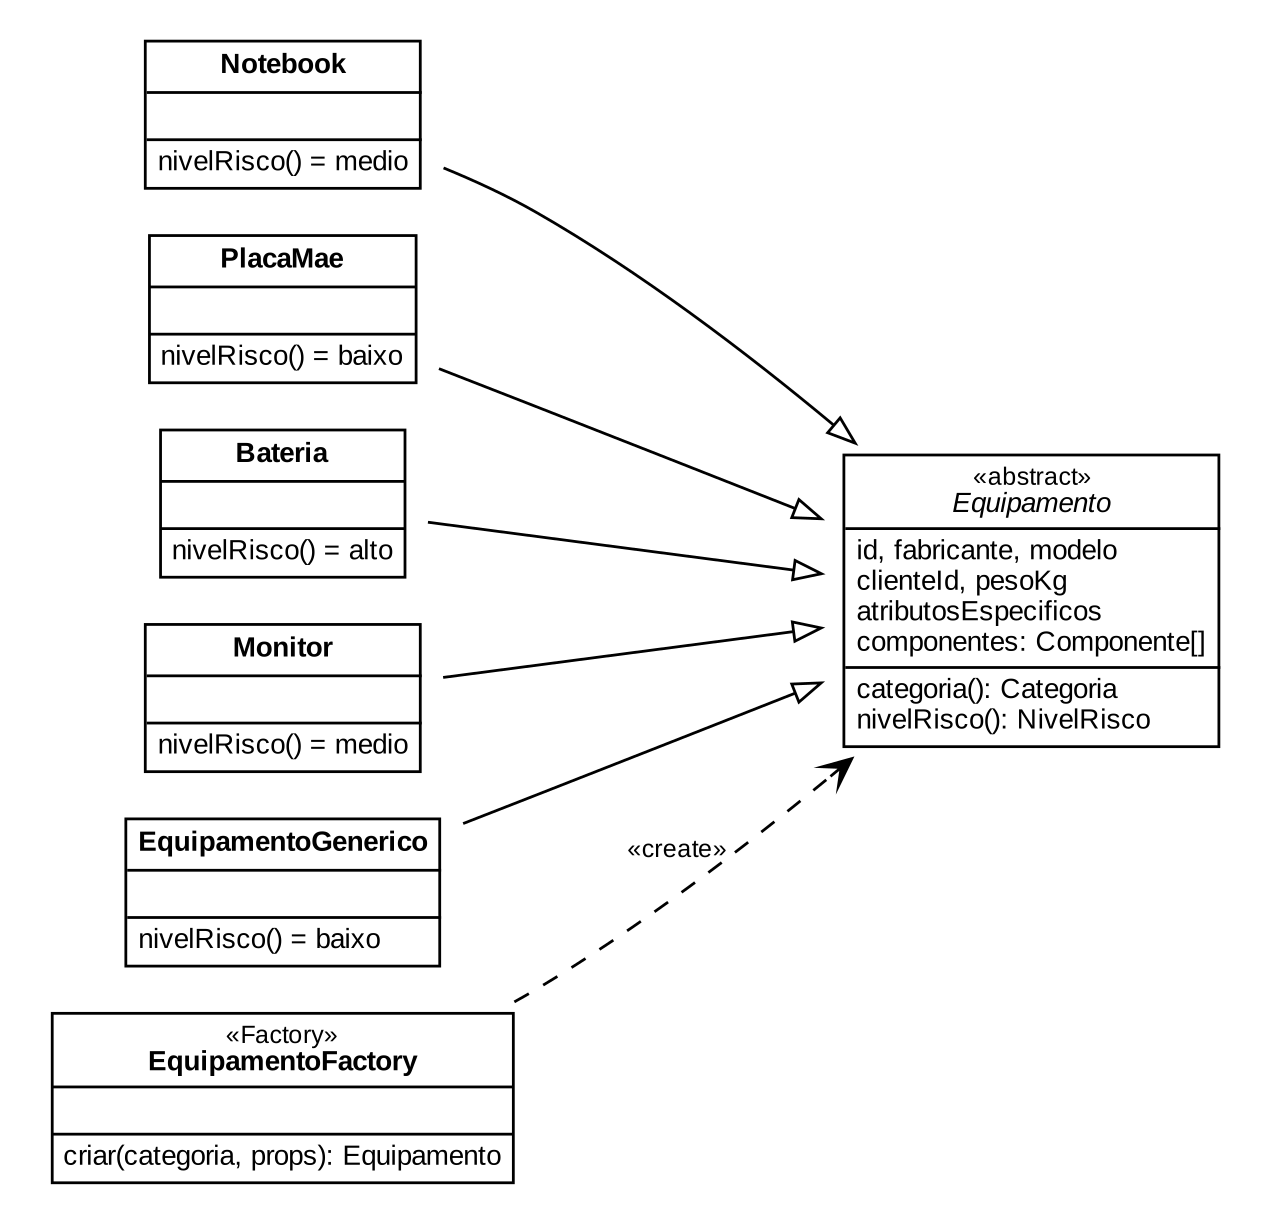 Notebook
nivelRisco() = medio
PlacaMae
nivelRisco() = baixo
Bateria
nivelRisco() = alto
Monitor
nivelRisco() = medio
EquipamentoGenerico
nivelRisco() = baixo
«Factory»
EquipamentoFactory
criar(categoria, props): Equipamento
«create»
«abstract»
Equipamento
id, fabricante, modelo
clienteId, pesoKg
atributosEspecificos
componentes: Componente[]
categoria(): Categoria
nivelRisco(): NivelRisco